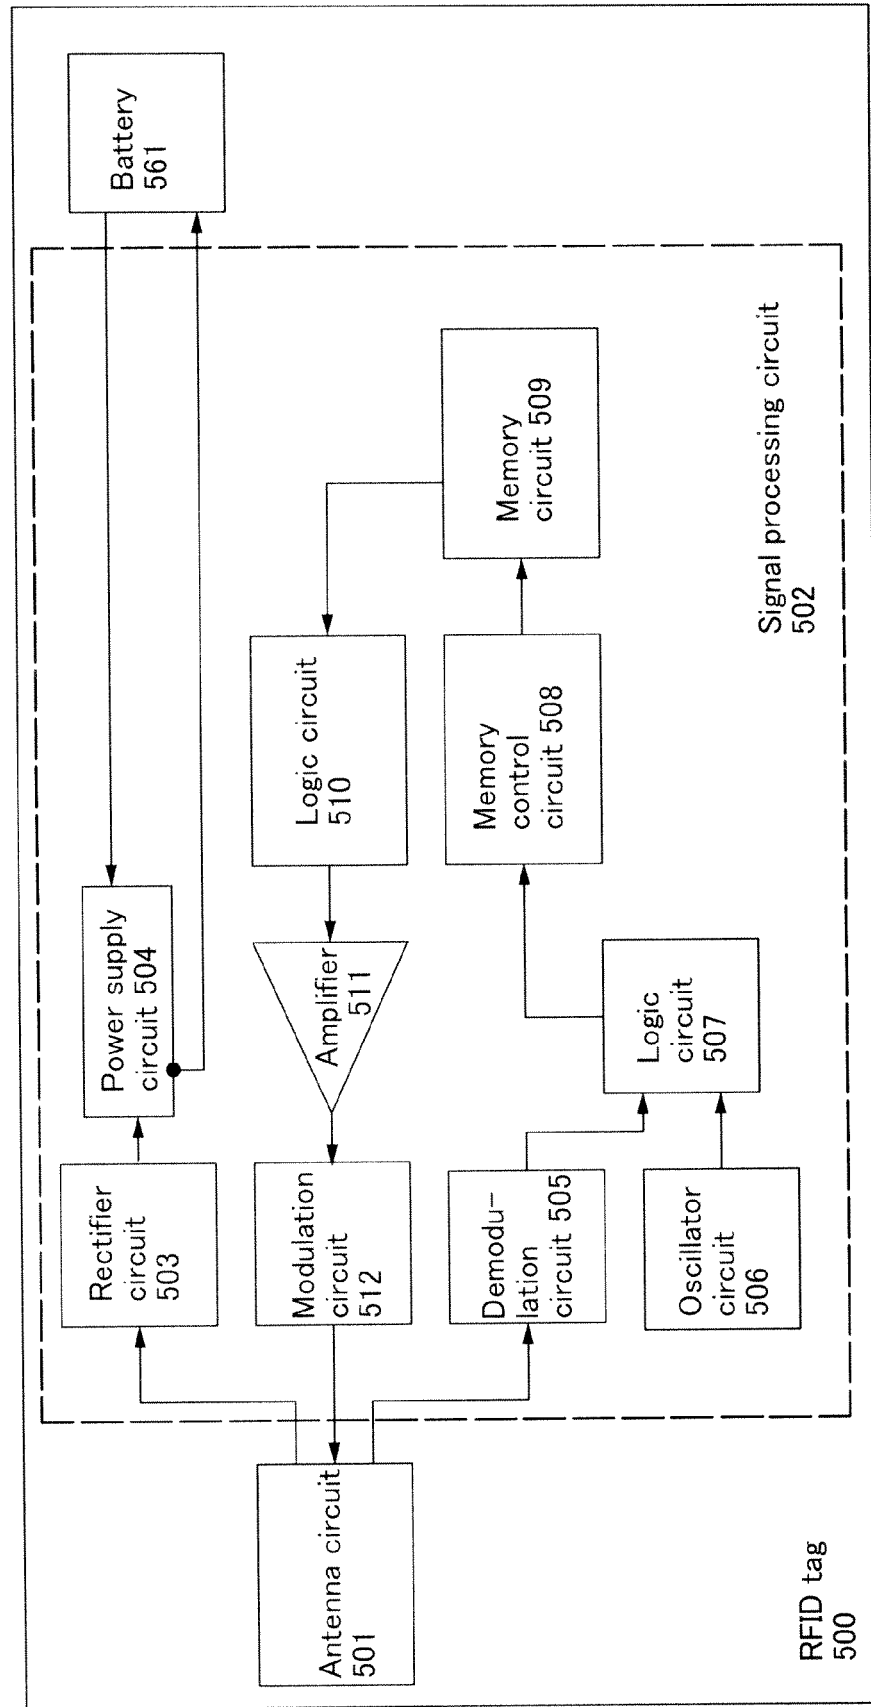 Battery
561
Power supply
circuit 504
Rectifier
circuit
503
Logic circuit
510
Amplifier
511
Modulation
circuit
512
Antenna circuit
501
Memory
circuit 509
Memory
control
circuit 508
Logic
circuit
507
Demodu-
lation
circuit 505
Oscillator
circuit
506
Signal processing circuit
502
RFID tag
500